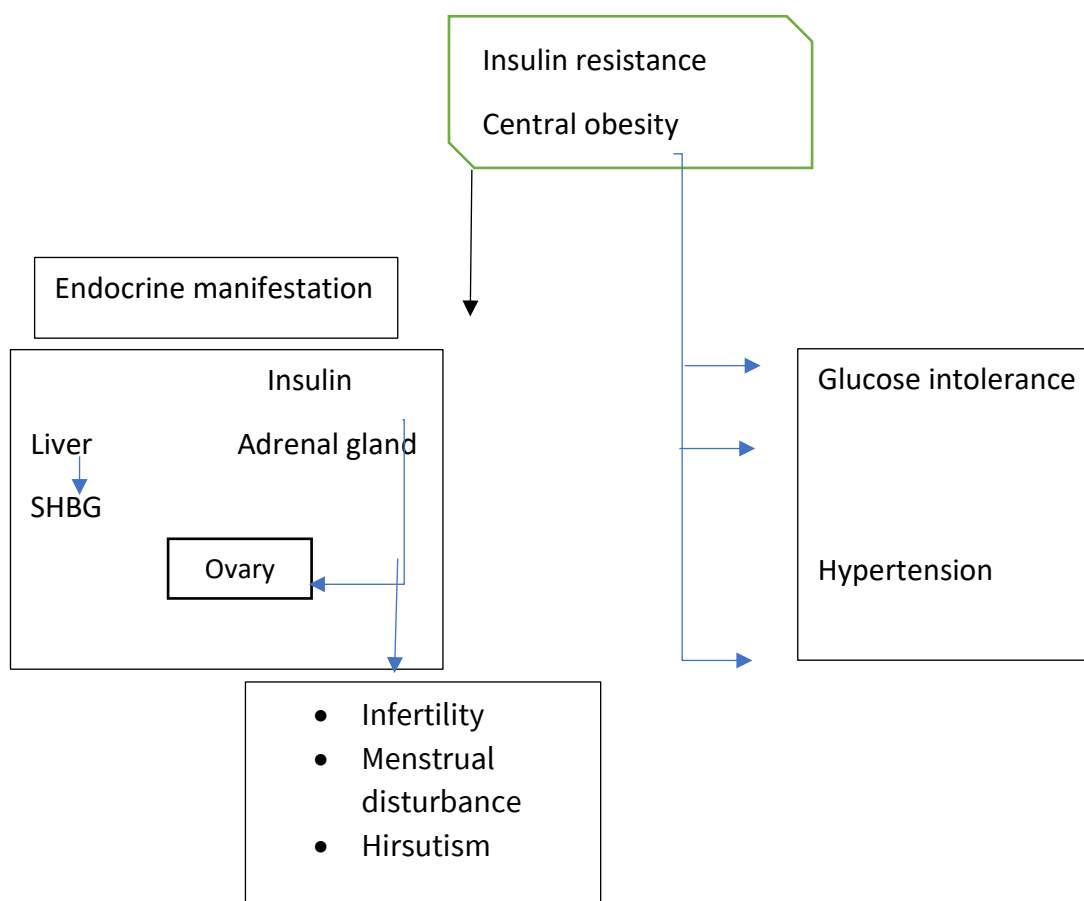 Insulin resistance
Central obesity
Endocrine manifestation
Insulin
Liver
Adrenal gland
SHBG
Ovary
Glucose intolerance
Hypertension
• Infertility
• Menstrual
disturbance
• Hirsutism